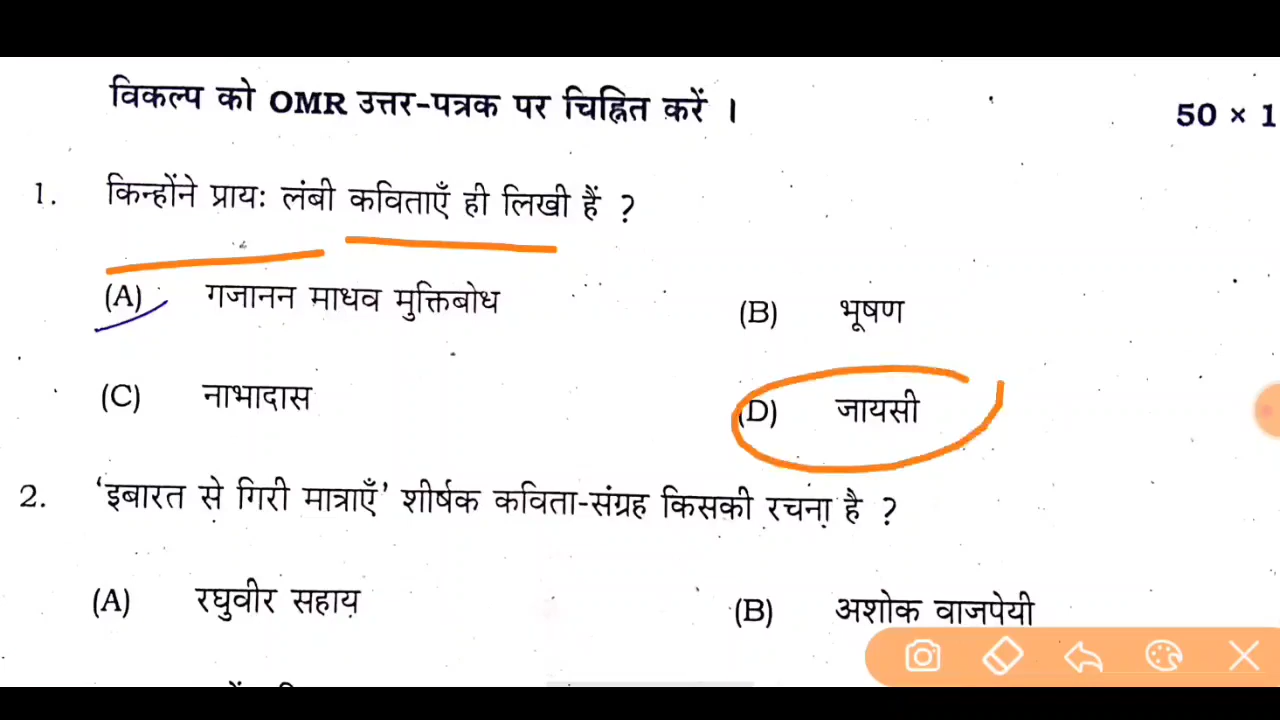 विकल्प को OMR उत्तर-पत्रक पर चिह्नित करें । 50 × 1
1. किन्होंने प्रायः लंबी कविताएँ ही लिखी हैं ?
(A) गजानन माधव मुक्तिबोध (B) भूषण
(C) नाभादास (D) जायसी
2. 'इबारत से गिरी मात्राएँ' शीर्षक कविता-संग्रह किसकी रचना है ?
(A) रघुवीर सहाय (B) अशोक वाजपेयी